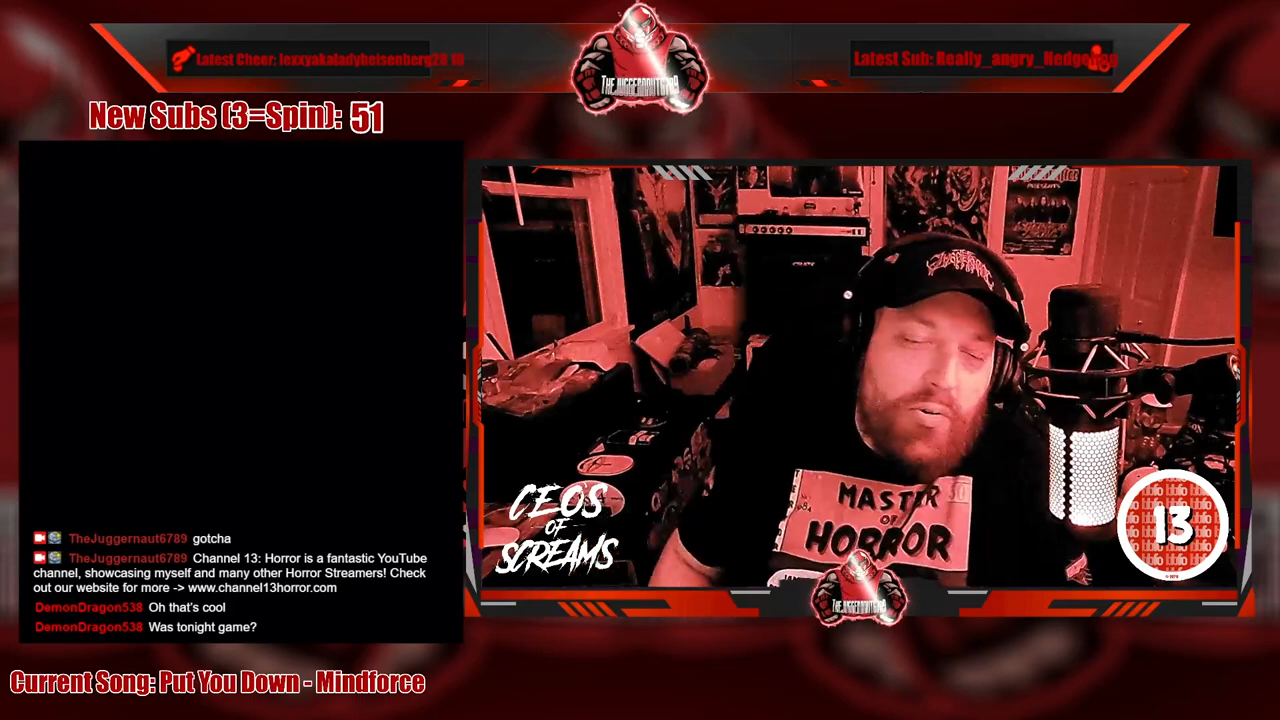 Latest Cheer: lexxyakaladyheisenberg28 10
THEJUGGERNAUT6789
Latest Sub: Really_angry_Hedgehog
New Subs (3=Spin): 51
PRESENTS
TheJuggernaut6789 gotcha
TheJuggernaut6789 Channel 13: Horror is a fantastic YouTube
channel, showcasing myself and many other Horror Streamers! Check
out our website for more -> www.channel13horror.com
DemonDragon538 Oh that's cool
DemonDragon538 Was tonight game?
CEOS
OF
SCREAMS
MASTER
OF
HORROR
13
THEJUGGERNAUT6789
Current Song: Put You Down - Mindforce